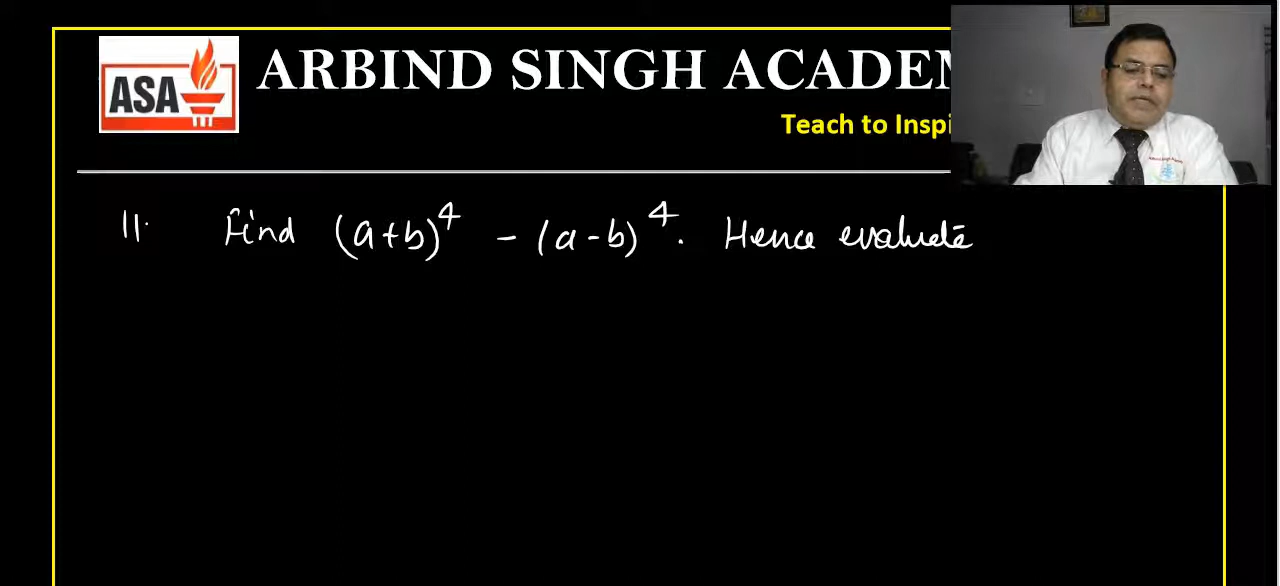 ASA
ARBIND SINGH ACADEM
Teach to Inspi
11. Find (a+b)⁴ - (a-b)⁴. Hence evaluate